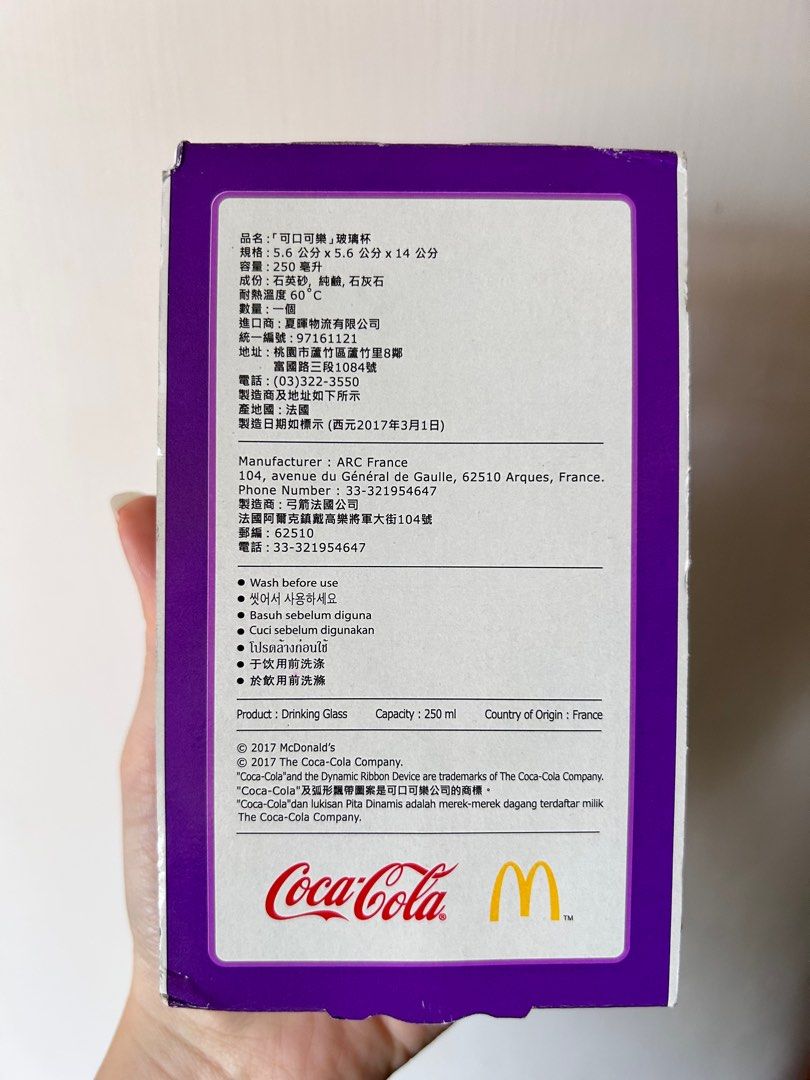 品名:「可口可樂」玻璃杯
規格:5.6 公分 x 5.6 公分 x 14 公分
容量:250 毫升
成份:石英砂, 純鹼, 石灰石
耐熱溫度 60°C
數量:一個
進口商:夏暉物流有限公司
統一編號:97161121
地址:桃園市蘆竹區蘆竹里8鄰
富國路三段1084號
電話:(03)322-3550
製造商及地址如下所示
產地國:法國
製造日期如標示 (西元2017年3月1日)
Manufacturer : ARC France
104, avenue du Général de Gaulle, 62510 Arques, France.
Phone Number : 33-321954647
製造商:弓箭法國公司
法國阿爾克鎮戴高樂將軍大街104號
郵編:62510
電話:33-321954647
● Wash before use
● 씻어서 사용하세요
● Basuh sebelum diguna
● Cuci sebelum digunakan
● โปรดล้างก่อนใช้
● 于饮用前洗涤
● 於飲用前洗滌
Product : Drinking Glass Capacity : 250 ml Country of Origin : France
© 2017 McDonald's
© 2017 The Coca-Cola Company.
"Coca-Cola"and the Dynamic Ribbon Device are trademarks of The Coca-Cola Company.
"Coca-Cola"及弧形飄帶圖案是可口可樂公司的商標。
"Coca-Cola"dan lukisan Pita Dinamis adalah merek-merek dagang terdaftar milik
The Coca-Cola Company.
Coca-Cola® M™